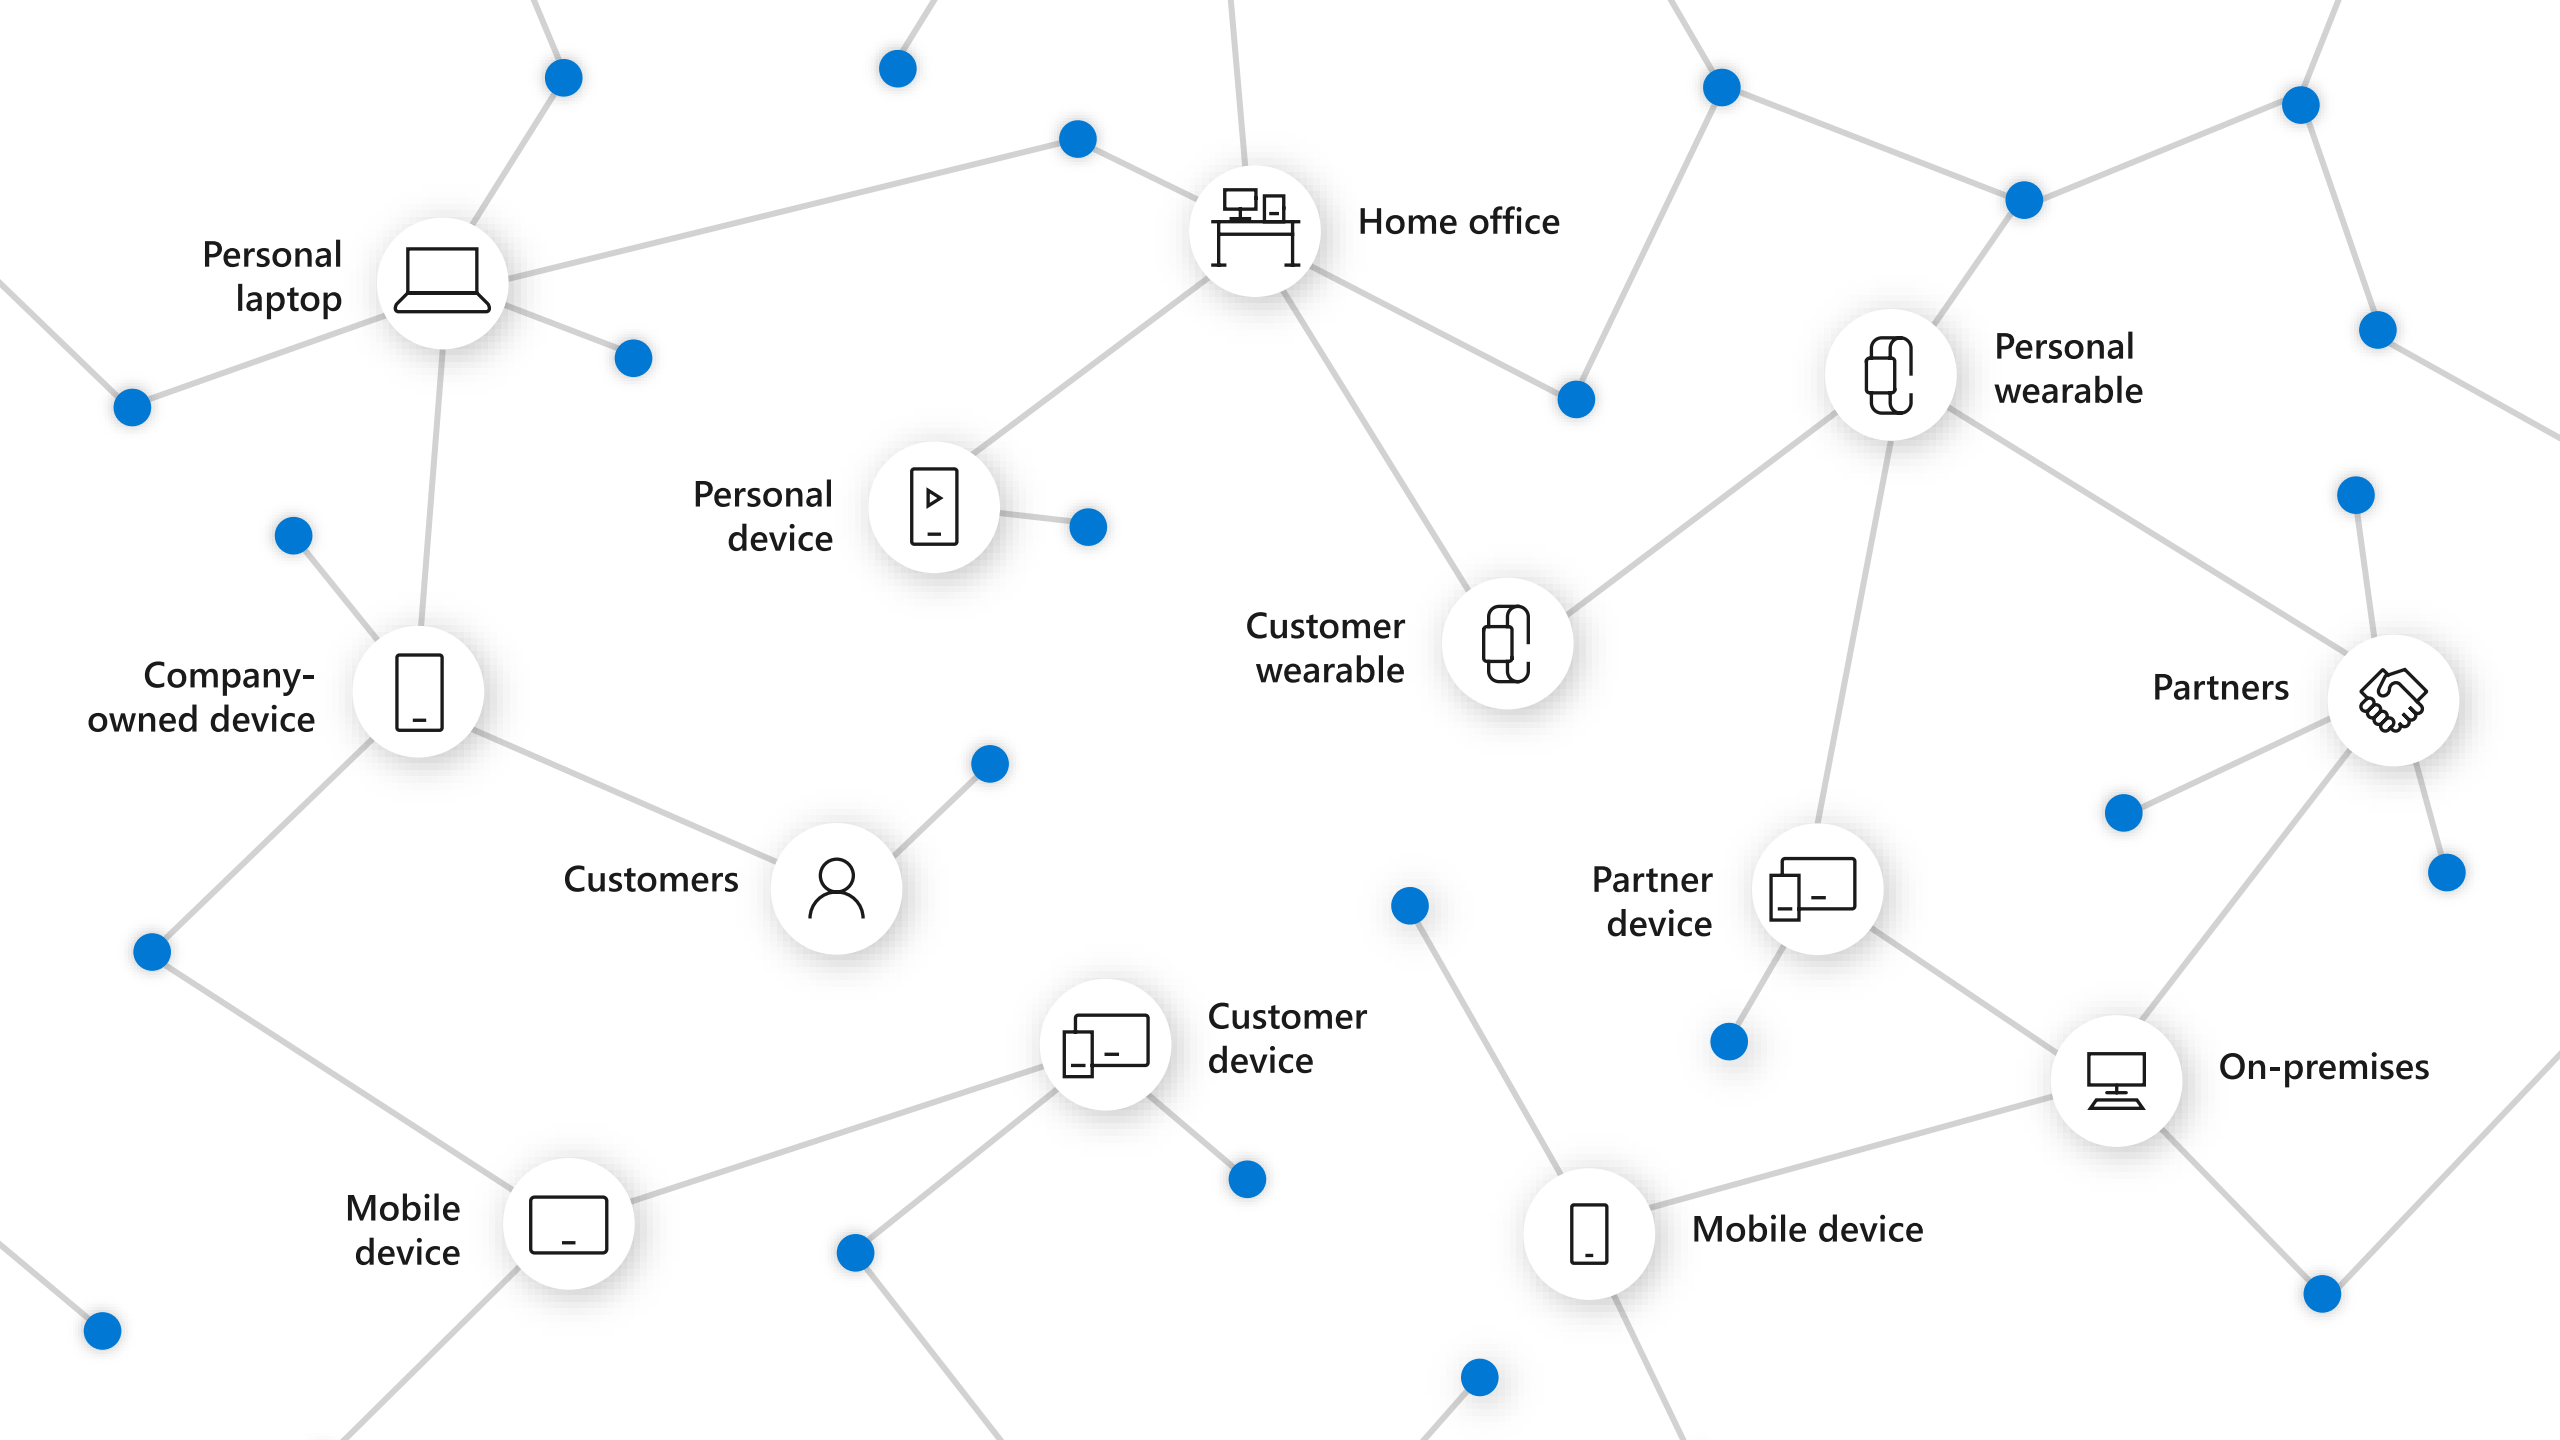 Home office
Personal
laptop
Personal
wearable
Personal
device
Customer
wearable
Company-
owned device
Partners
Customers
Partner
device
Customer
device
On-premises
Mobile
device
Mobile device